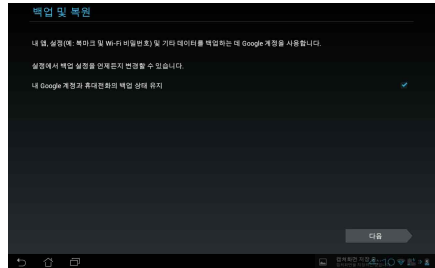 백업 및 복원
내 앱, 설정(예: 북마크 및 Wi-Fi 비밀번호) 및 기타 데이터를 백업하는 데 Google 계정을 사용합니다.
설정에서 백업 설정을 언제든지 변경할 수 있습니다.
내 Google 계정과 휴대전화의 백업 상태 유지
다음